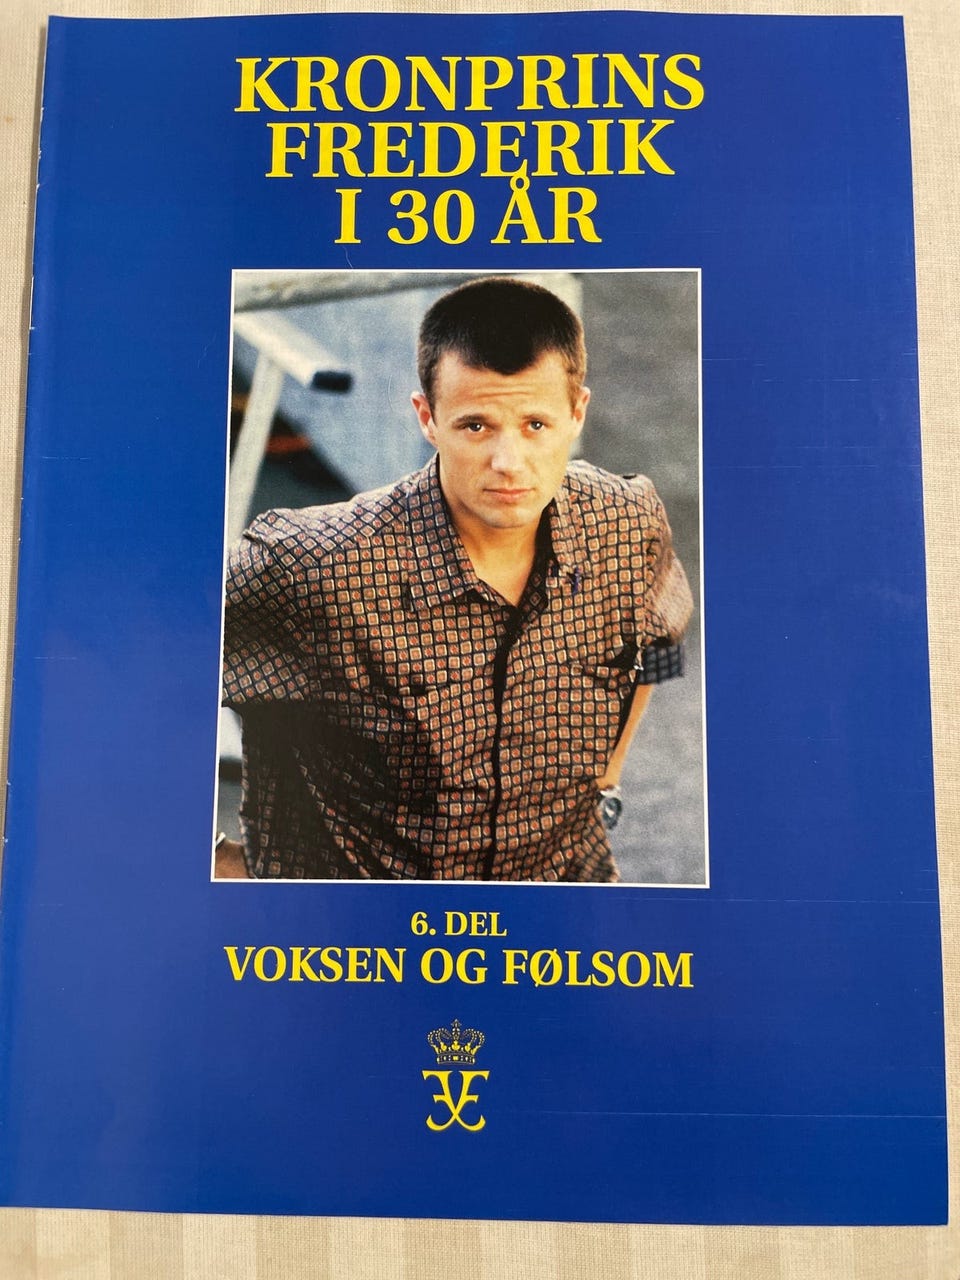 KRONPRINS
FREDERIK
I 30 ÅR
6. DEL
VOKSEN OG FØLSOM